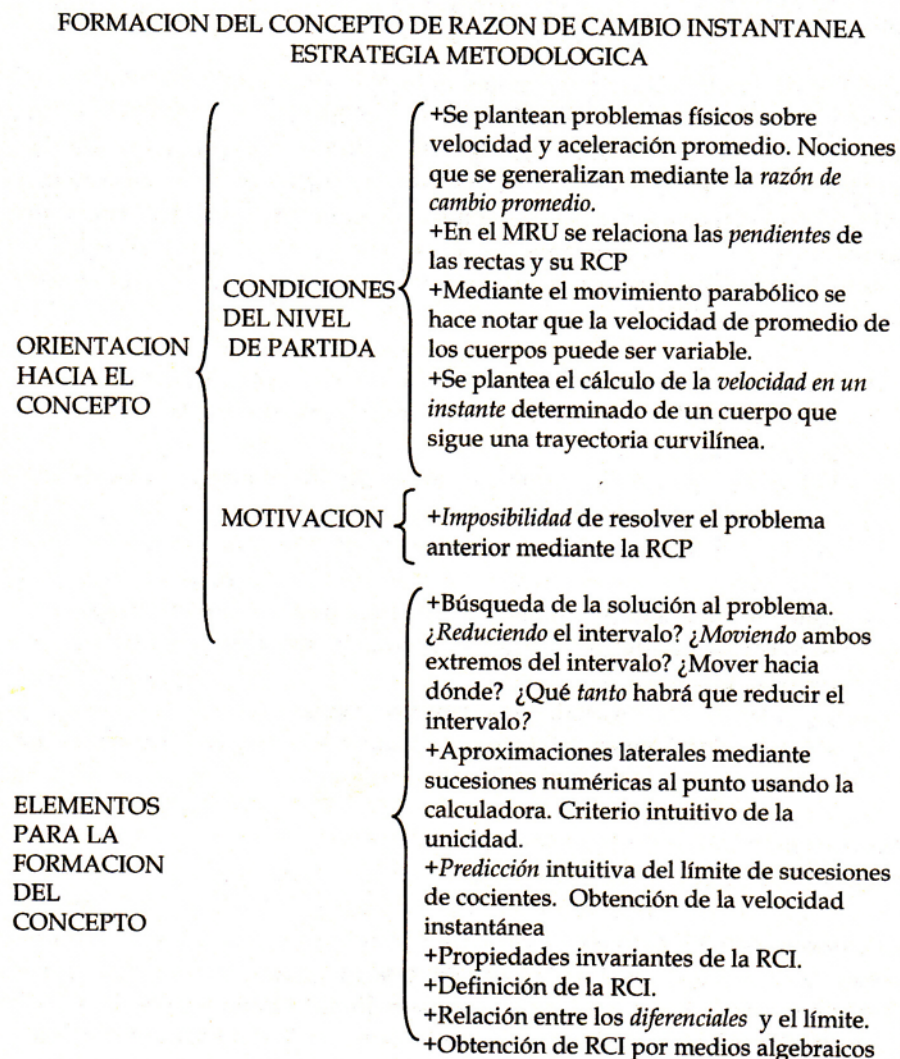 FORMACION DEL CONCEPTO DE RAZON DE CAMBIO INSTANTANEA
ESTRATEGIA METODOLOGICA
ORIENTACION
HACIA EL
CONCEPTO
CONDICIONES
DEL NIVEL
DE PARTIDA
+Se plantean problemas físicos sobre
velocidad y aceleración promedio. Nociones
que se generalizan mediante la razón de
cambio promedio.
+En el MRU se relaciona las pendientes de
las rectas y su RCP
+Mediante el movimiento parabólico se
hace notar que la velocidad de promedio de
los cuerpos puede ser variable.
+Se plantea el cálculo de la velocidad en un
instante determinado de un cuerpo que
sigue una trayectoria curvilínea.
MOTIVACION
+Imposibilidad de resolver el problema
anterior mediante la RCP
ELEMENTOS
PARA LA
FORMACION
DEL
CONCEPTO
+Búsqueda de la solución al problema.
¿Reduciendo el intervalo? ¿Moviendo ambos
extremos del intervalo? ¿Mover hacia
dónde? ¿Qué tanto habrá que reducir el
intervalo?
+Aproximaciones laterales mediante
sucesiones numéricas al punto usando la
calculadora. Criterio intuitivo de la
unicidad.
+Predicción intuitiva del límite de sucesiones
de cocientes. Obtención de la velocidad
instantánea
+Propiedades invariantes de la RCI.
+Definición de la RCI.
+Relación entre los diferenciales y el límite.
+Obtención de RCI por medios algebraicos